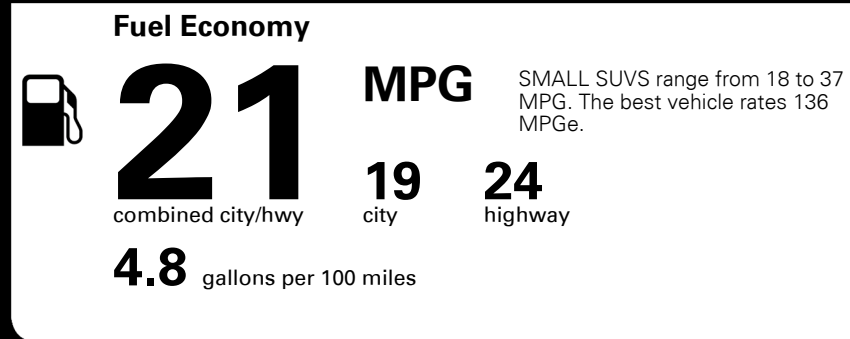 Fuel Economy
21
MPG
SMALL SUVS range from 18 to 37
MPG. The best vehicle rates 136
MPGe.
19
24
combined city/hwy
city
highway
4.8 gallons per 100 miles